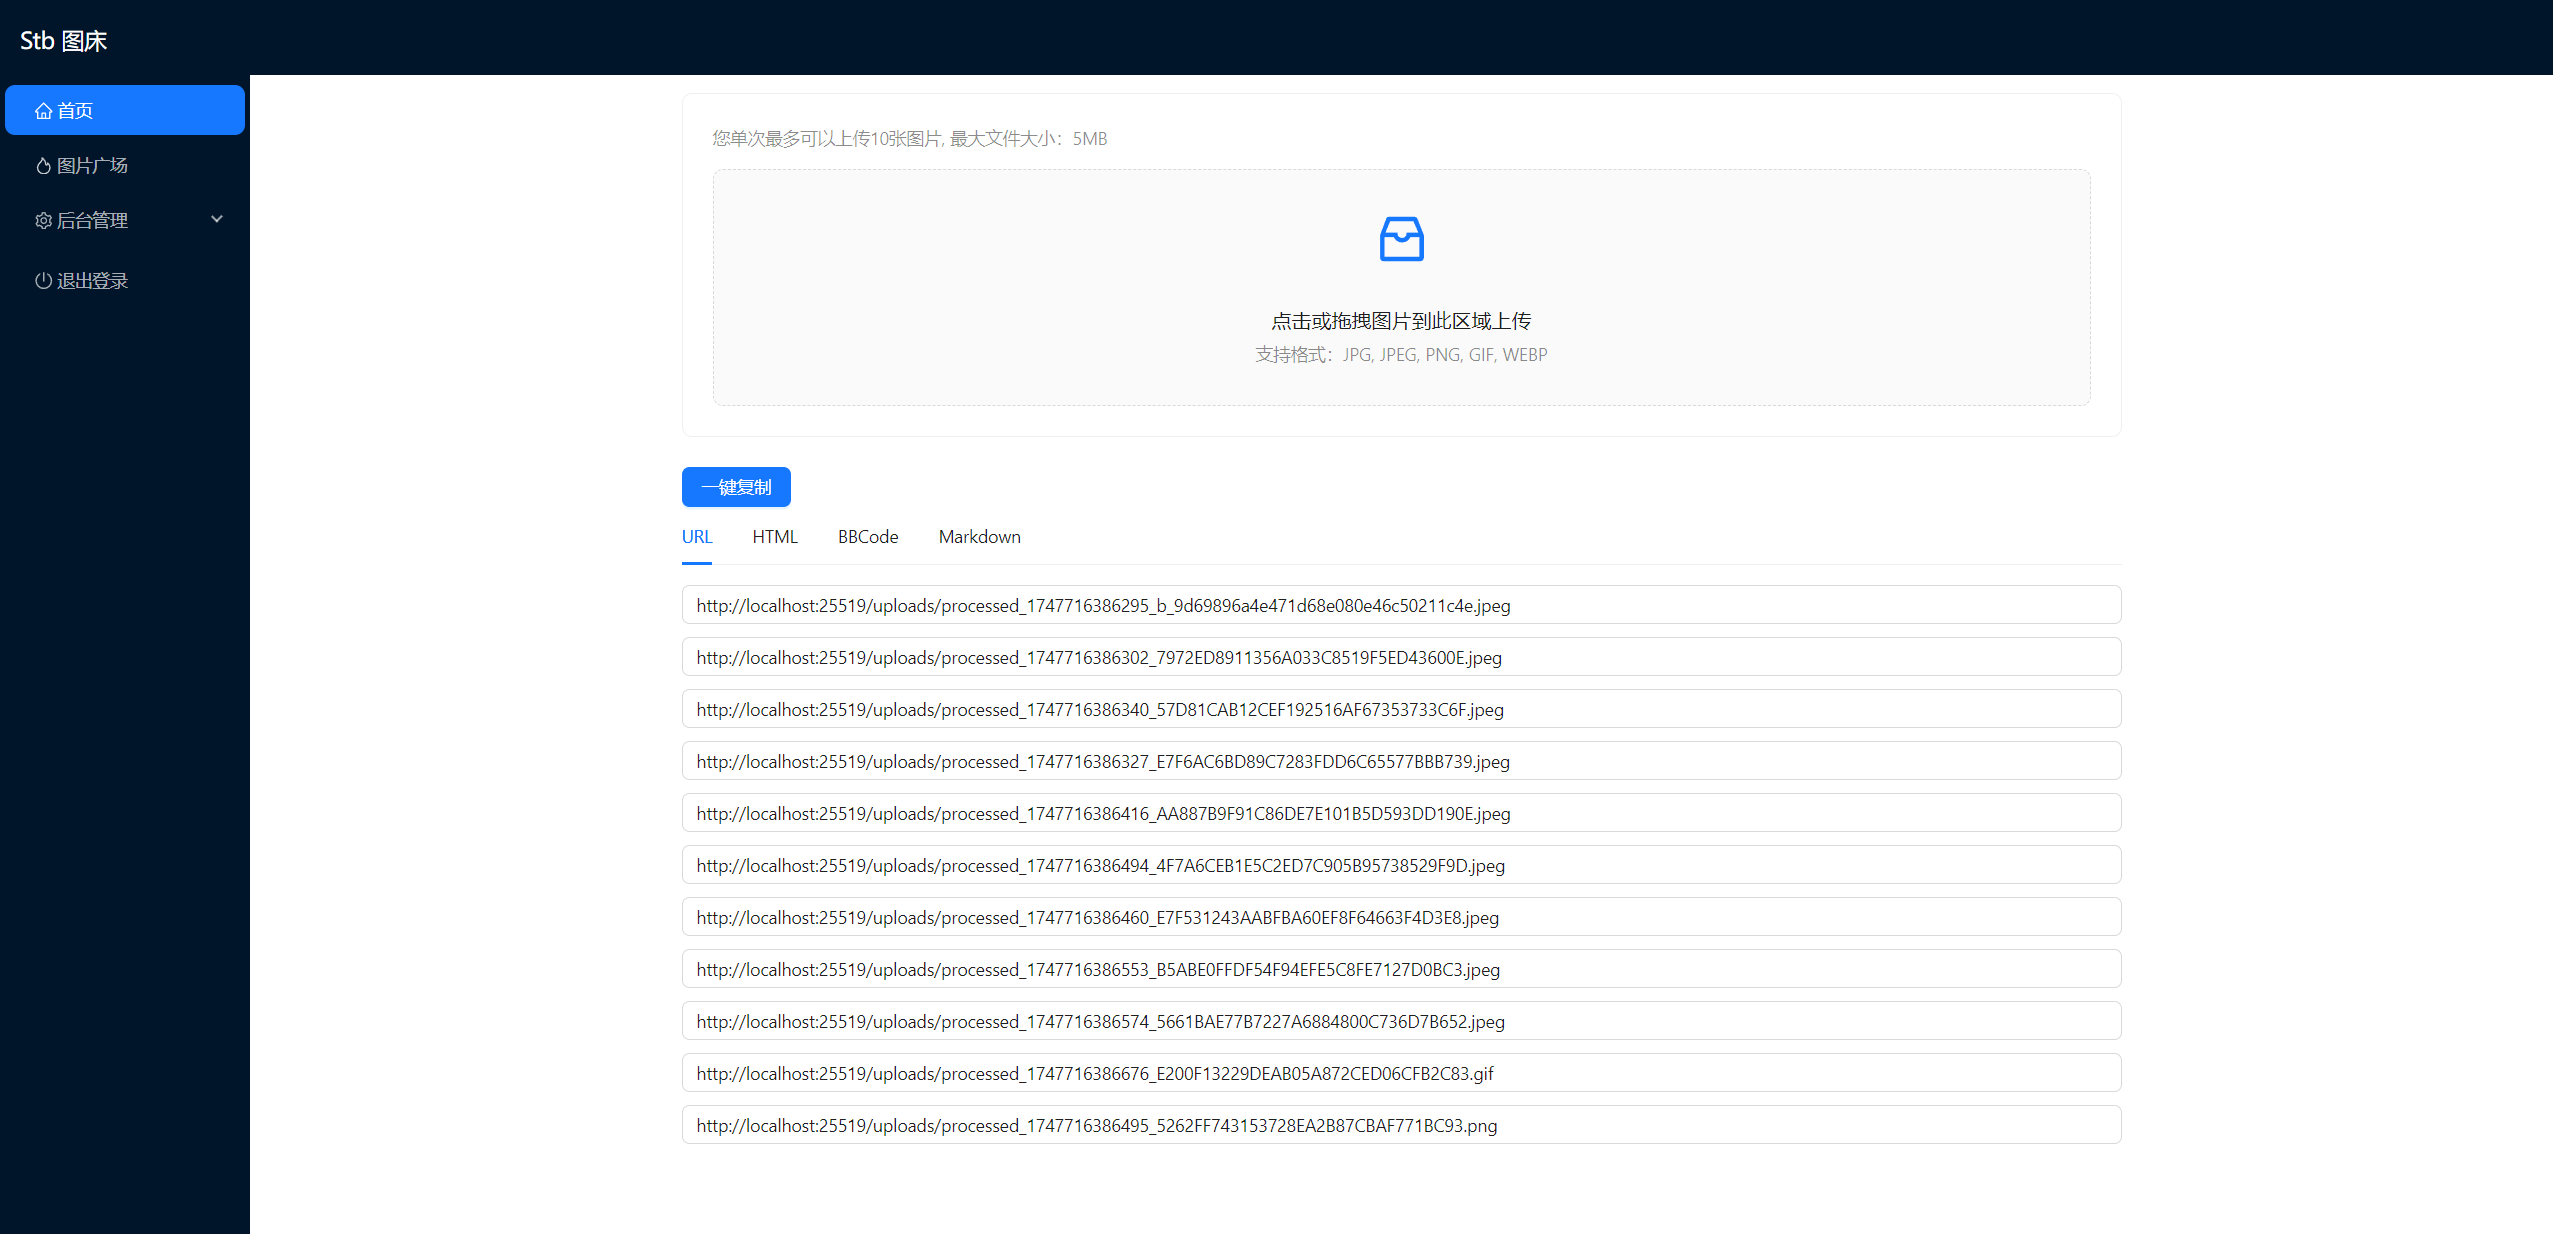 Stb 图床
首页
图片广场
后台管理
退出登录
您单次最多可以上传10张图片, 最大文件大小：5MB
点击或拖拽图片到此区域上传
支持格式：JPG, JPEG, PNG, GIF, WEBP
一键复制
URL HTML BBCode Markdown
http://localhost:25519/uploads/processed_1747716386295_b_9d69896a4e471d68e080e46c50211c4e.jpeg
http://localhost:25519/uploads/processed_1747716386302_7972ED8911356A033C8519F5ED43600E.jpeg
http://localhost:25519/uploads/processed_1747716386340_57D81CAB12CEF192516AF67353733C6F.jpeg
http://localhost:25519/uploads/processed_1747716386327_E7F6AC6BD89C7283FDD6C65577BBB739.jpeg
http://localhost:25519/uploads/processed_1747716386416_AA887B9F91C86DE7E101B5D593DD190E.jpeg
http://localhost:25519/uploads/processed_1747716386494_4F7A6CEB1E5C2ED7C905B95738529F9D.jpeg
http://localhost:25519/uploads/processed_1747716386460_E7F531243AABFBA60EF8F64663F4D3E8.jpeg
http://localhost:25519/uploads/processed_1747716386553_B5ABE0FFDF54F94EFE5C8FE7127D0BC3.jpeg
http://localhost:25519/uploads/processed_1747716386574_5661BAE77B7227A6884800C736D7B652.jpeg
http://localhost:25519/uploads/processed_1747716386676_E200F13229DEAB05A872CED06CFB2C83.gif
http://localhost:25519/uploads/processed_1747716386495_5262FF743153728EA2B87CBAF771BC93.png